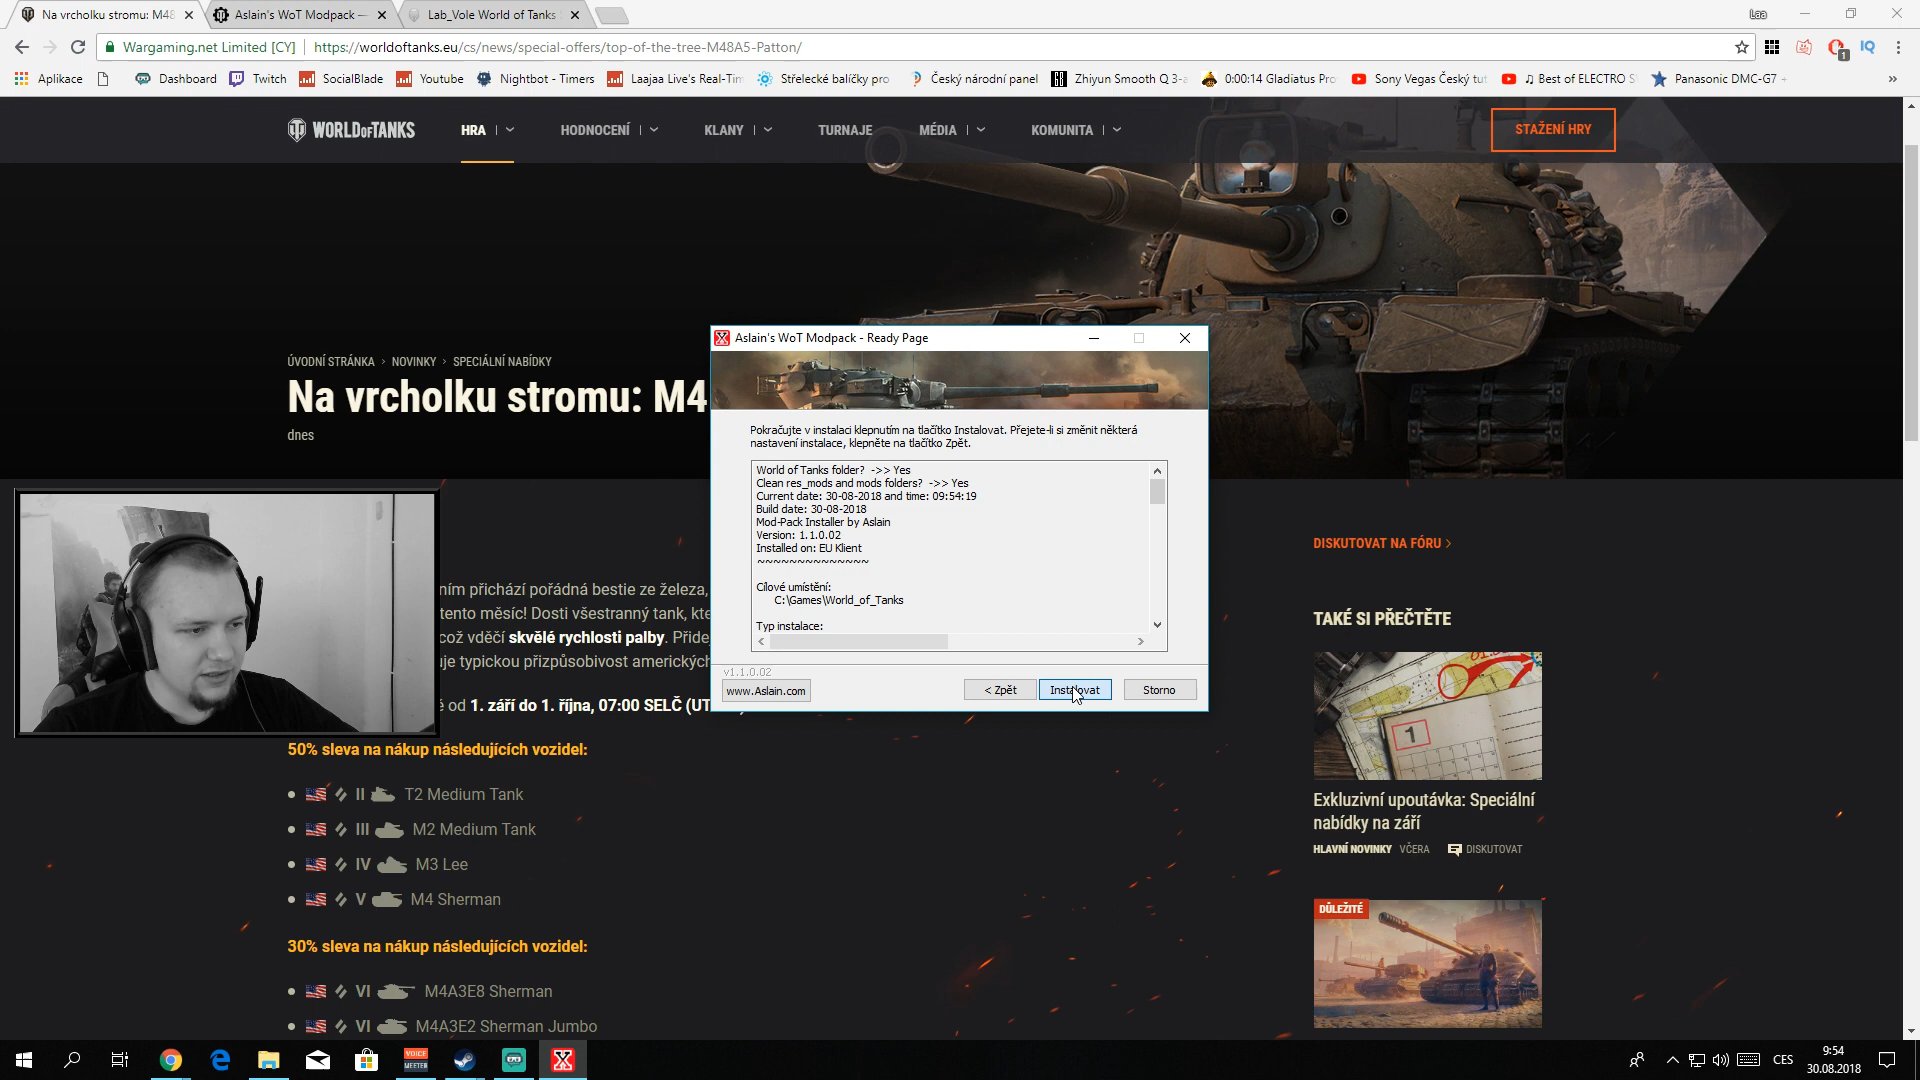 Na vrcholku stromu: M48
Aslain's WoT Modpack —
Lab_Vole World of Tanks
Laa
Wargaming.net Limited [CY]
https://worldoftanks.eu/cs/news/special-offers/top-of-the-tree-M48A5-Patton/
1
IQ
Aplikace
Dashboard
Twitch
SocialBlade
Youtube
Nightbot - Timers
Laajaa Live's Real-Tim
Střelecké balíčky pro
Český národní panel
Zhiyun Smooth Q 3-a
0:00:14 Gladiatus Pro
Sony Vegas Český tut
♫ Best of ELECTRO S
Panasonic DMC-G7 -
»
WORLD OF TANKS
HRA
HODNOCENÍ
KLANY
TURNAJE
MÉDIA
KOMUNITA
STAŽENÍ HRY
ÚVODNÍ STRÁNKA › NOVINKY › SPECIÁLNÍ NABÍDKY
Na vrcholku stromu: M4
dnes
Aslain's WoT Modpack - Ready Page
Pokračujte v instalaci klepnutím na tlačítko Instalovat. Přejete-li si změnit některá
nastavení instalace, klepněte na tlačítko Zpět.
World of Tanks folder? ->> Yes
Clean res_mods and mods folders? ->> Yes
Current date: 30-08-2018 and time: 09:54:19
Build date: 30-08-2018
Mod-Pack Installer by Aslain
Version: 1.1.0.02
Installed on: EU Klient
~~~~~~~~~~~~~~
Cílové umístění:
C:\Games\World_of_Tanks
Typ instalace:
v1.1.0.02
www.Aslain.com
< Zpět
Instalovat
Storno
ním přichází pořádná bestie ze železa,
tento měsíc! Dosti všestranný tank, kte
což vděčí skvělé rychlosti palby. Přide
uje typickou přizpůsobivost amerických
od 1. září do 1. října, 07:00 SELČ (UT
50% sleva na nákup následujících vozidel:
II T2 Medium Tank
III M2 Medium Tank
IV M3 Lee
V M4 Sherman
30% sleva na nákup následujících vozidel:
VI M4A3E8 Sherman
VI M4A3E2 Sherman Jumbo
DISKUTOVAT NA FÓRU ›
TAKÉ SI PŘEČTĚTE
1
Exkluzivní upoutávka: Speciální
nabídky na září
HLAVNÍ NOVINKY VČERA DISKUTOVAT
DŮLEŽITÉ
VOICE
MEETER
CES
9:54
30.08.2018